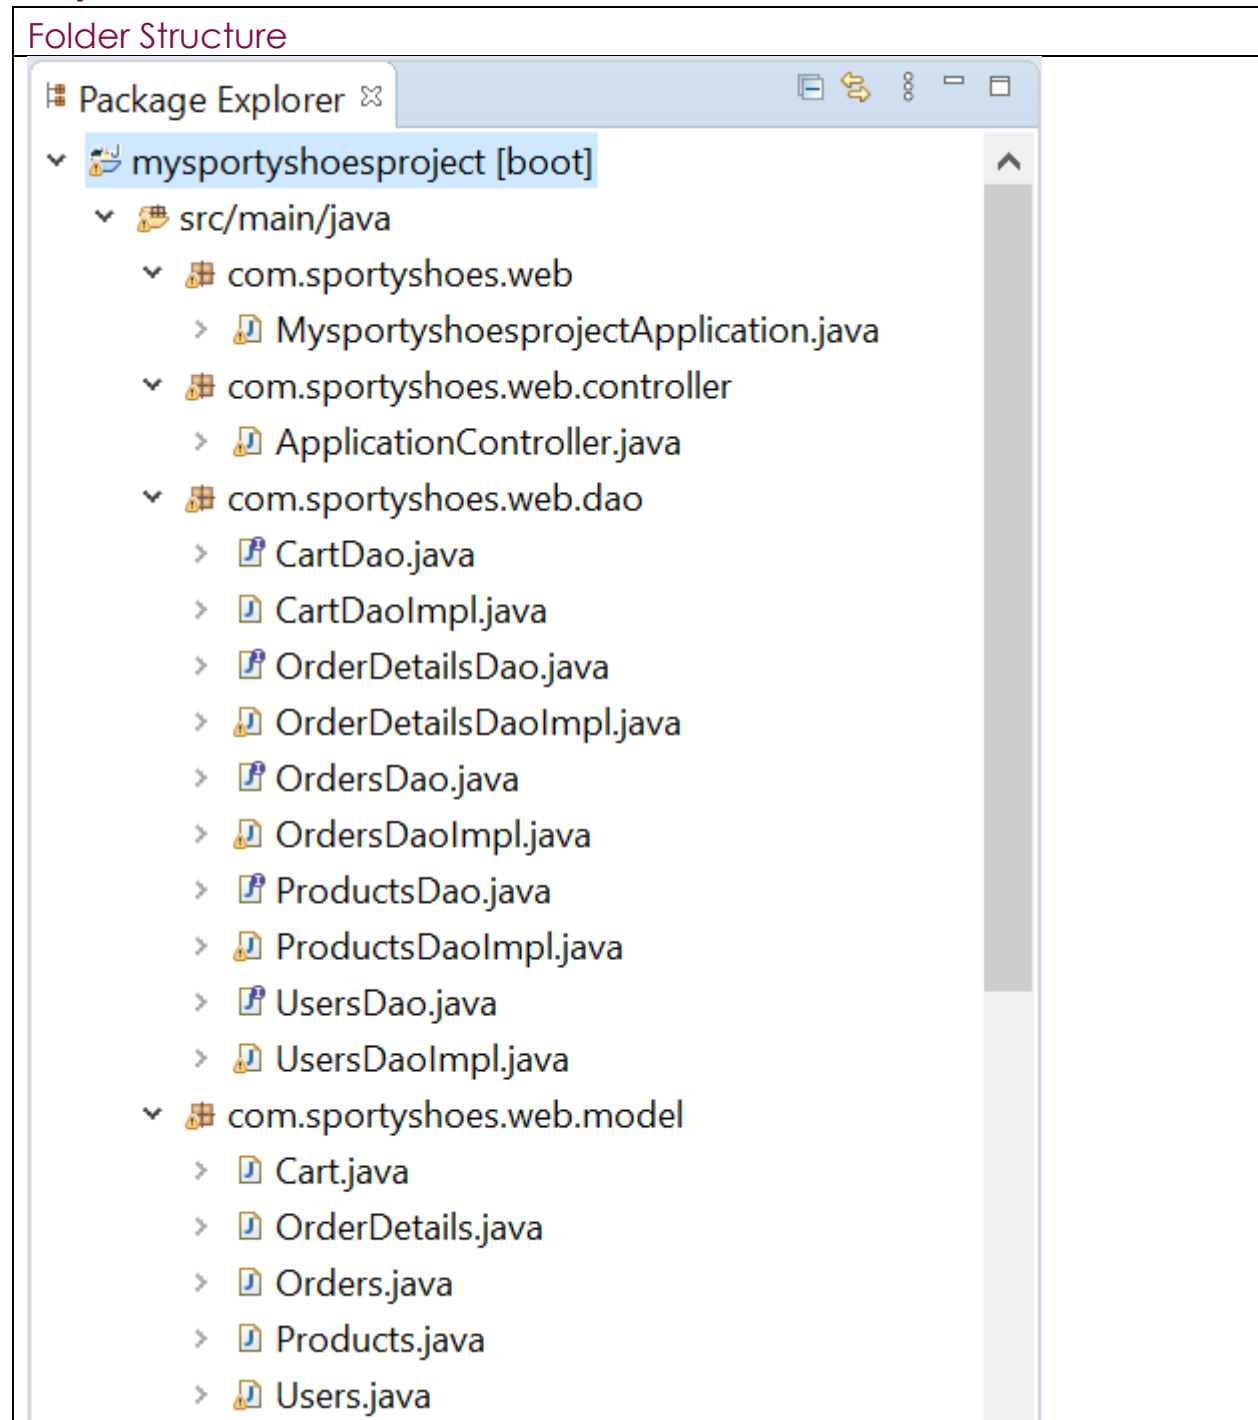 Folder Structure
Package Explorer
mysportyshoesproject [boot]
src/main/java
com.sportyshoes.web
MysportyshoesprojectApplication.java
com.sportyshoes.web.controller
ApplicationController.java
com.sportyshoes.web.dao
CartDao.java
CartDaoImpl.java
OrderDetailsDao.java
OrderDetailsDaoImpl.java
OrdersDao.java
OrdersDaoImpl.java
ProductsDao.java
ProductsDaoImpl.java
UsersDao.java
UsersDaoImpl.java
com.sportyshoes.web.model
Cart.java
OrderDetails.java
Orders.java
Products.java
Users.java